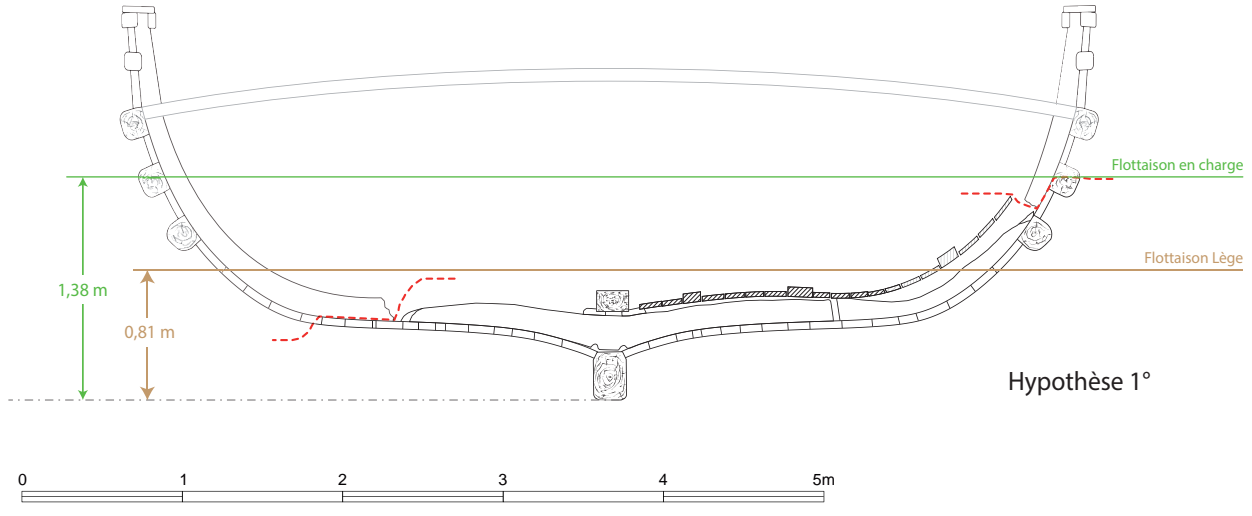 Flottaison en charge
Flottaison Lège
1,38 m
0,81 m
Hypothèse 1°
0 1 2 3 4 5m